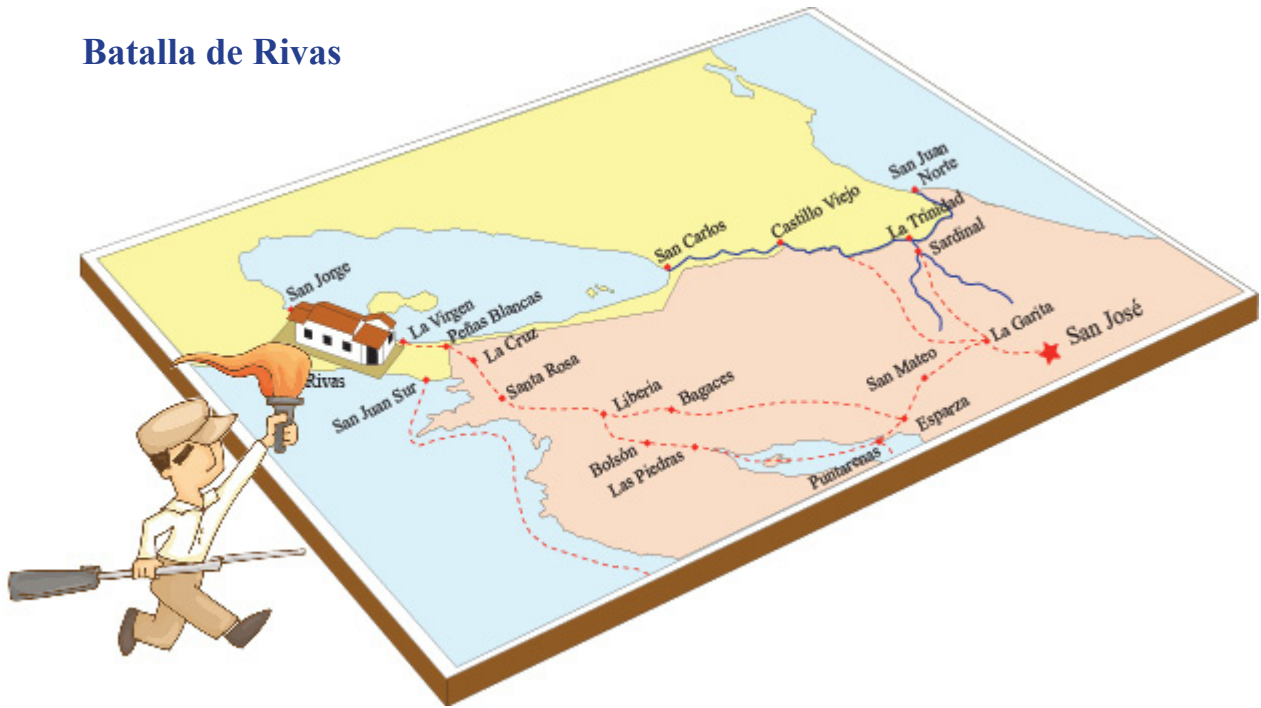 Batalla de Rivas
San Juan
Norte
La Trinidad
Castillo Viejo
Sardinal
San Carlos
San Jorge
La Virgen
Peñas Blancas
La Cruz
La Garita
San José
Rivas
San Juan Sur
Santa Rosa
Liberia
Bagaces
San Mateo
Esparza
Bolsón
Las Piedras
Puntarenas